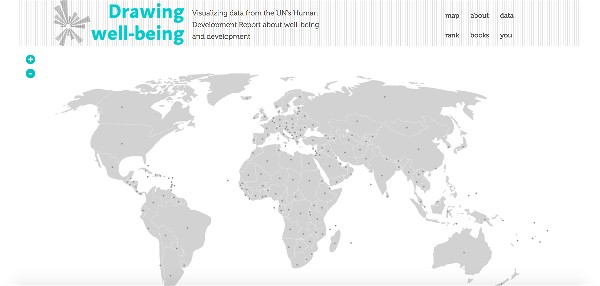 Drawing
well-being
Visualizing data from the UN's Human
Development Report about well-being
and development
map about data
rank books you
+
-